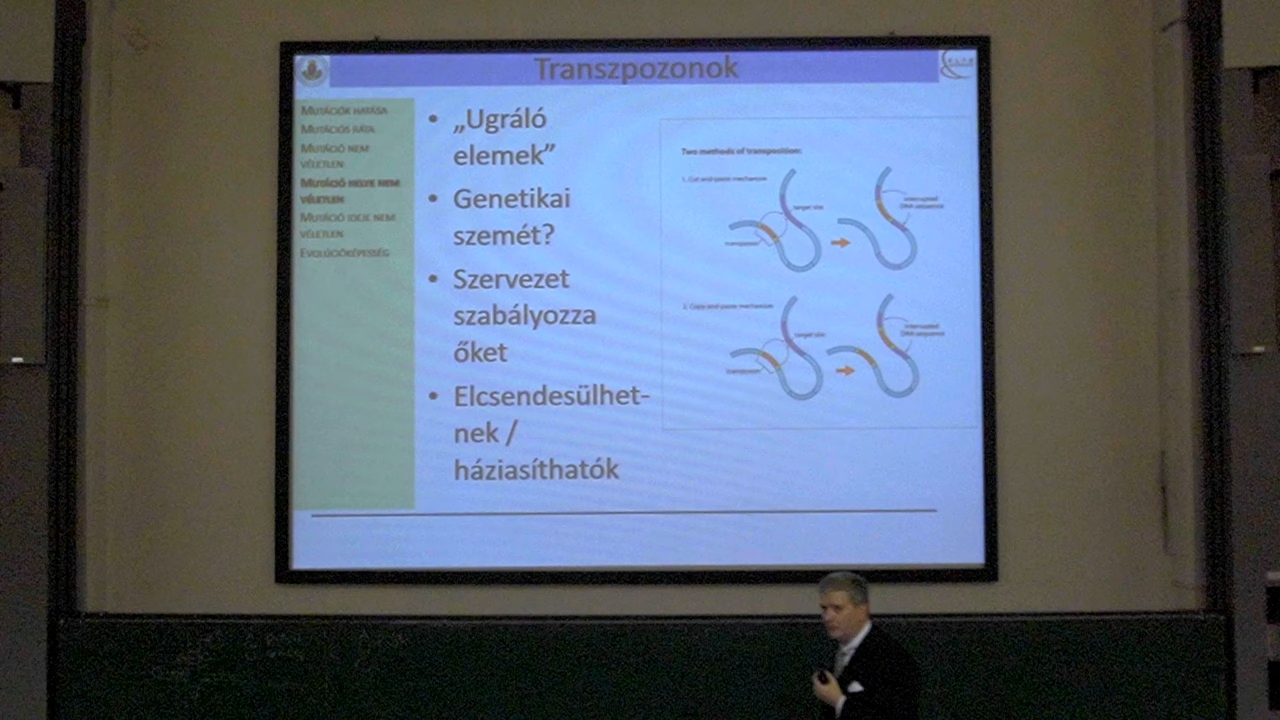 Transzpozonok
MUTÁCIÓK HATÁSA
MUTÁCIÓS RÁTA
MUTÁCIÓ NEM
VÉLETLEN
MUTÁCIÓ HELYE NEM
VÉLETLEN
MUTÁCIÓ IDEJE NEM
VÉLETLEN
EVOLÚCIÓKÉPESSÉG
• „Ugráló
elemek”
• Genetikai
szemét?
• Szervezet
szabályozza
őket
• Elcsendesülhet-
nek /
háziasíthatók
Two methods of transposition:
1. Cut and paste mechanism
target site
transposon
interrupted
DNA sequence
2. Copy and paste mechanism
target site
transposon
interrupted
DNA sequence